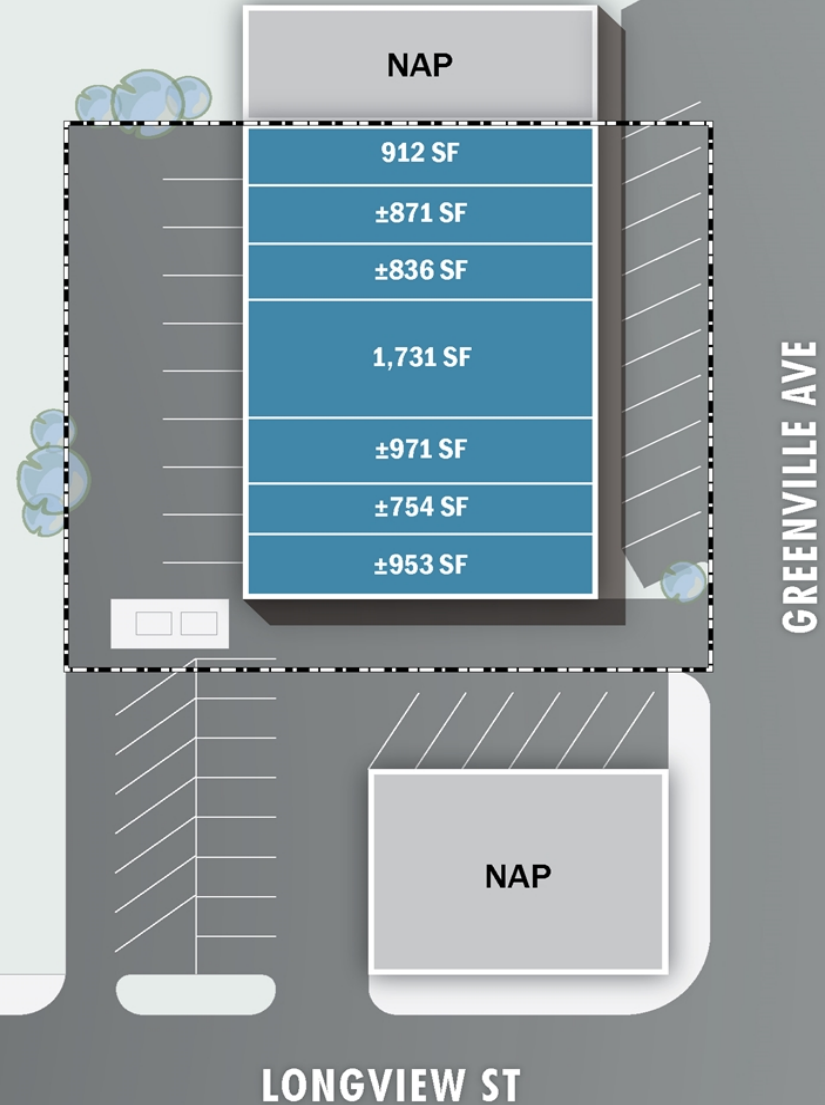 NAP
912 SF
±871 SF
±836 SF
1,731 SF
±971 SF
±754 SF
±953 SF
GREENVILLE AVE
NAP
LONGVIEW ST